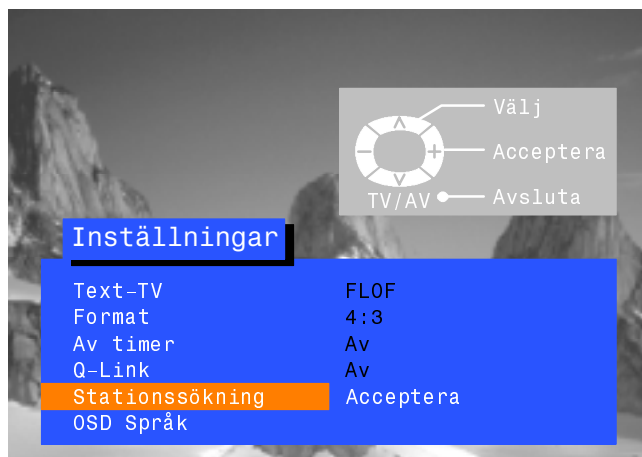 Välj
Acceptera
TV/AV Avsluta
Inställningar
Text-TV FLOF
Format 4:3
Av timer Av
Q-Link Av
Stationssökning Acceptera
OSD Språk